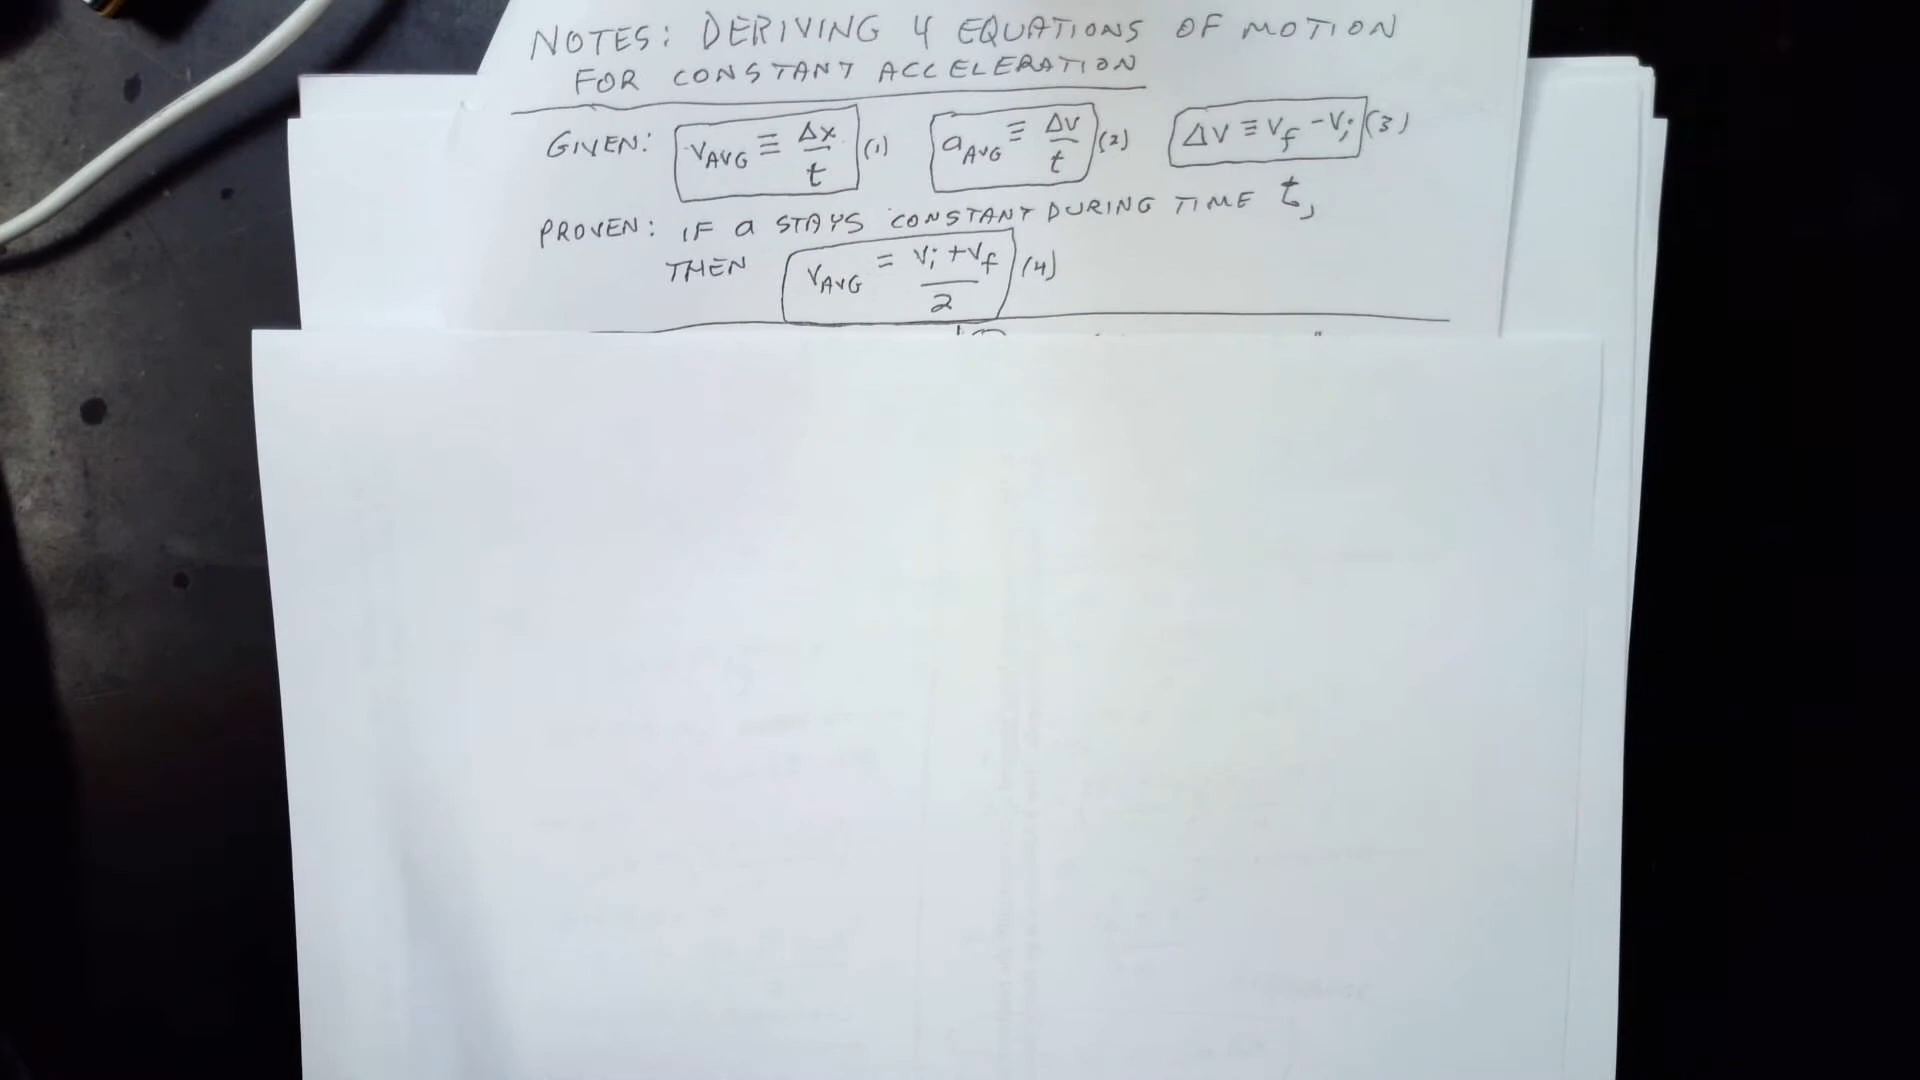 NOTES: DERIVING 4 EQUATIONS OF MOTION
FOR CONSTANT ACCELERATION
GIVEN: vAVG ≡ Δx/t (1) aAVG ≡ Δv/t (2) Δv ≡ vf - vi (3)
PROVEN: IF a STAYS CONSTANT DURING TIME t,
THEN vAVG = vi + vf / 2 (4)